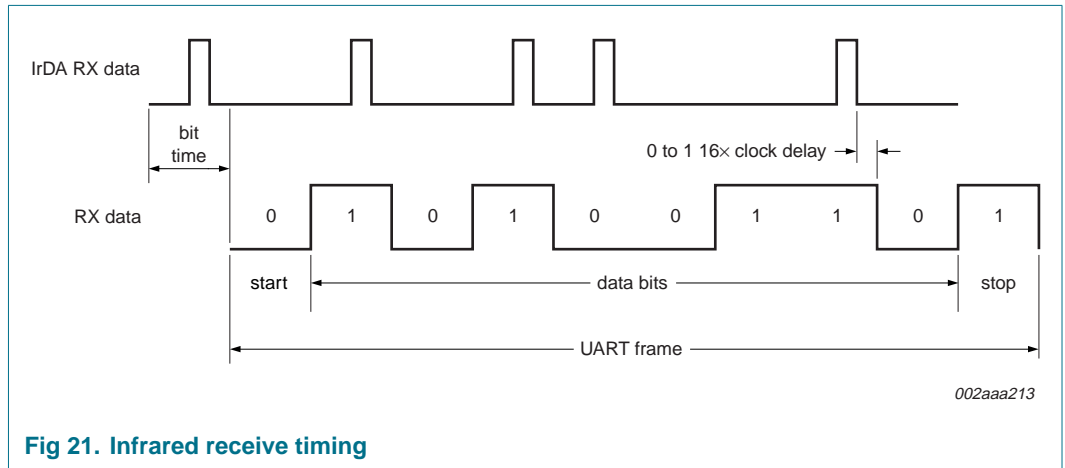 IrDA RX data
bit
time
0 to 1 16× clock delay
RX data
0 1 0 1 0 0 1 1 0 1
start
data bits
stop
UART frame
002aaa213
Fig 21. Infrared receive timing